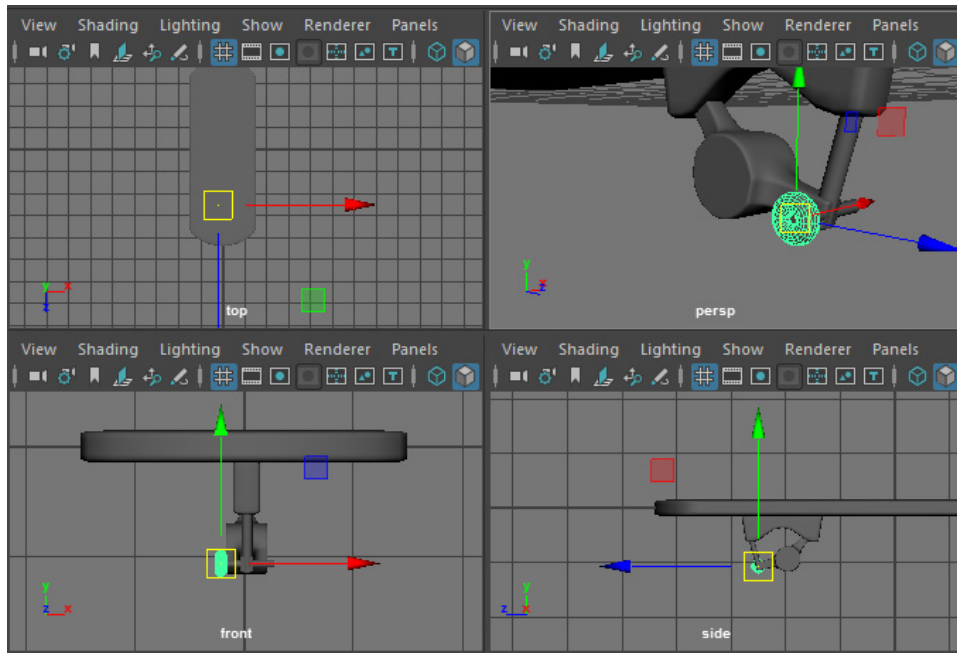 View Shading Lighting Show Renderer Panels
View Shading Lighting Show Renderer Panels
T
T
y x
z
top
y
z
persp
View Shading Lighting Show Renderer Panels
View Shading Lighting Show Renderer Panels
T
T
y
z x
front
y
z x
side